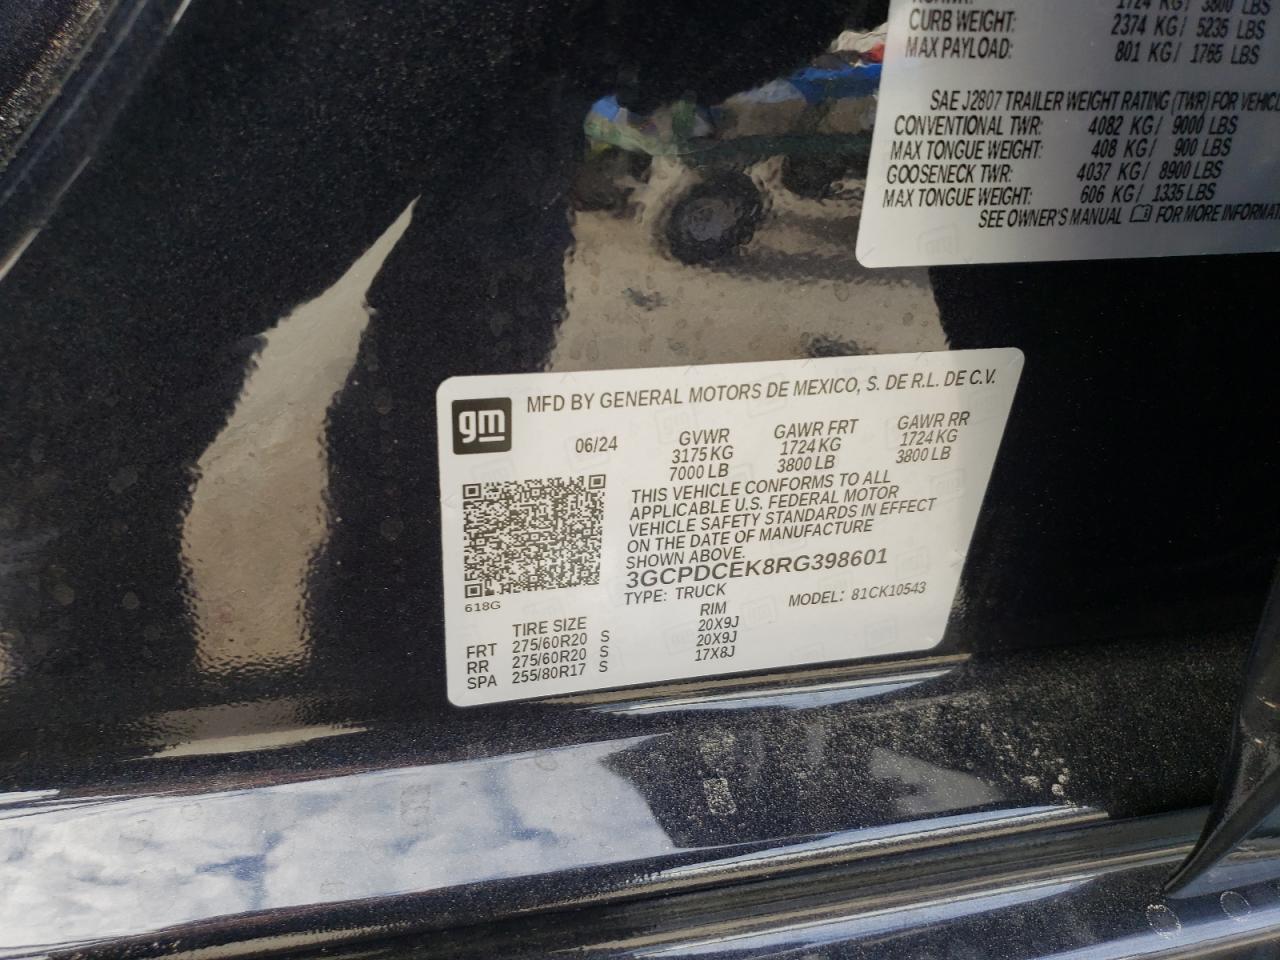 1724 KG/ 3800 LBS
CURB WEIGHT: 2374 KG/ 5235 LBS
MAX PAYLOAD: 801 KG/ 1765 LBS
SAE J2807 TRAILER WEIGHT RATING (TWR) FOR
CONVENTIONAL TWR: 4082 KG/ 9000 LBS
MAX TONGUE WEIGHT: 408 KG/ 900 LBS
GOOSENECK TWR: 4037 KG/ 8900 LBS
MAX TONGUE WEIGHT: 606 KG/ 1335 LBS
SEE OWNER'S MANUAL FOR MORE
gm
MFD BY GENERAL MOTORS DE MEXICO, S. DE R.L. DE C.V.
06/24 GVWR GAWR FRT GAWR RR
3175 KG 1724 KG 1724 KG
7000 LB 3800 LB 3800 LB
THIS VEHICLE CONFORMS TO ALL
APPLICABLE U.S. FEDERAL MOTOR
VEHICLE SAFETY STANDARDS IN EFFECT
ON THE DATE OF MANUFACTURE
SHOWN ABOVE.
3GCPDCEK8RG398601
TYPE: TRUCK MODEL: 81CK10543
618G
TIRE SIZE RIM
FRT 275/60R20 S 20X9J
RR 275/60R20 S 20X9J
SPA 255/80R17 S 17X8J